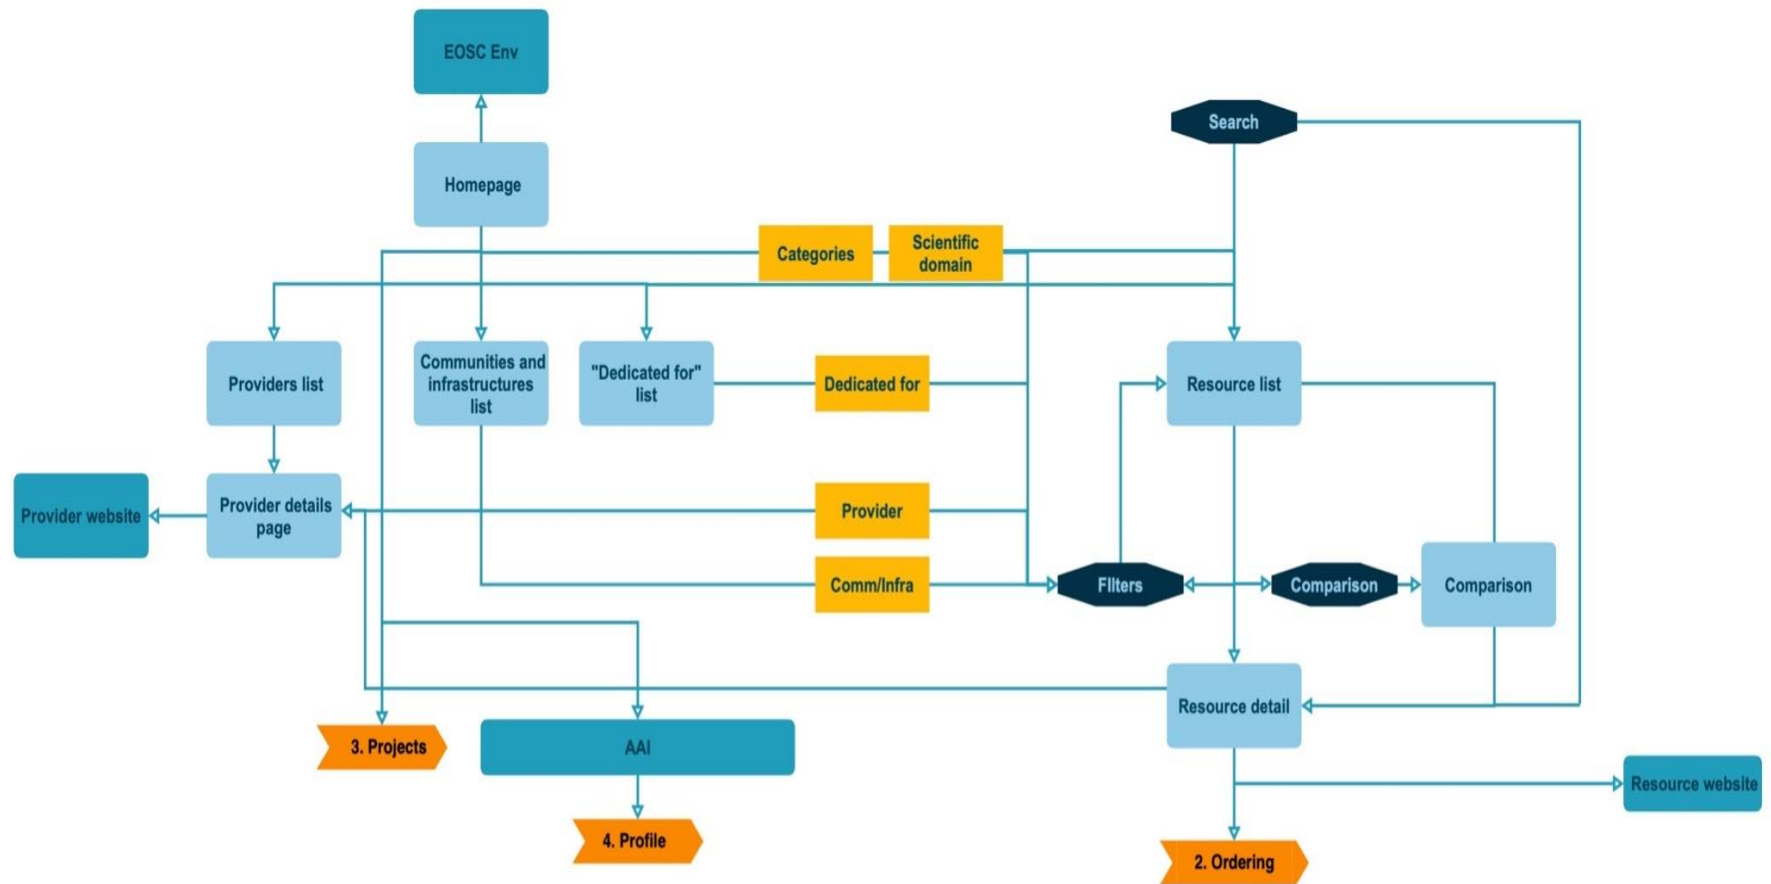 EOSC Env
Search
Homepage
Categories
Scientific
domain
Providers list
Communities and
infrastructures
list
"Dedicated for"
list
Dedicated for
Resource list
Provider website
Provider details
page
Provider
Comm/Infra
FIlters
Comparison
Comparison
Resource detail
3. Projects
AAI
Resource website
4. Profile
2. Ordering